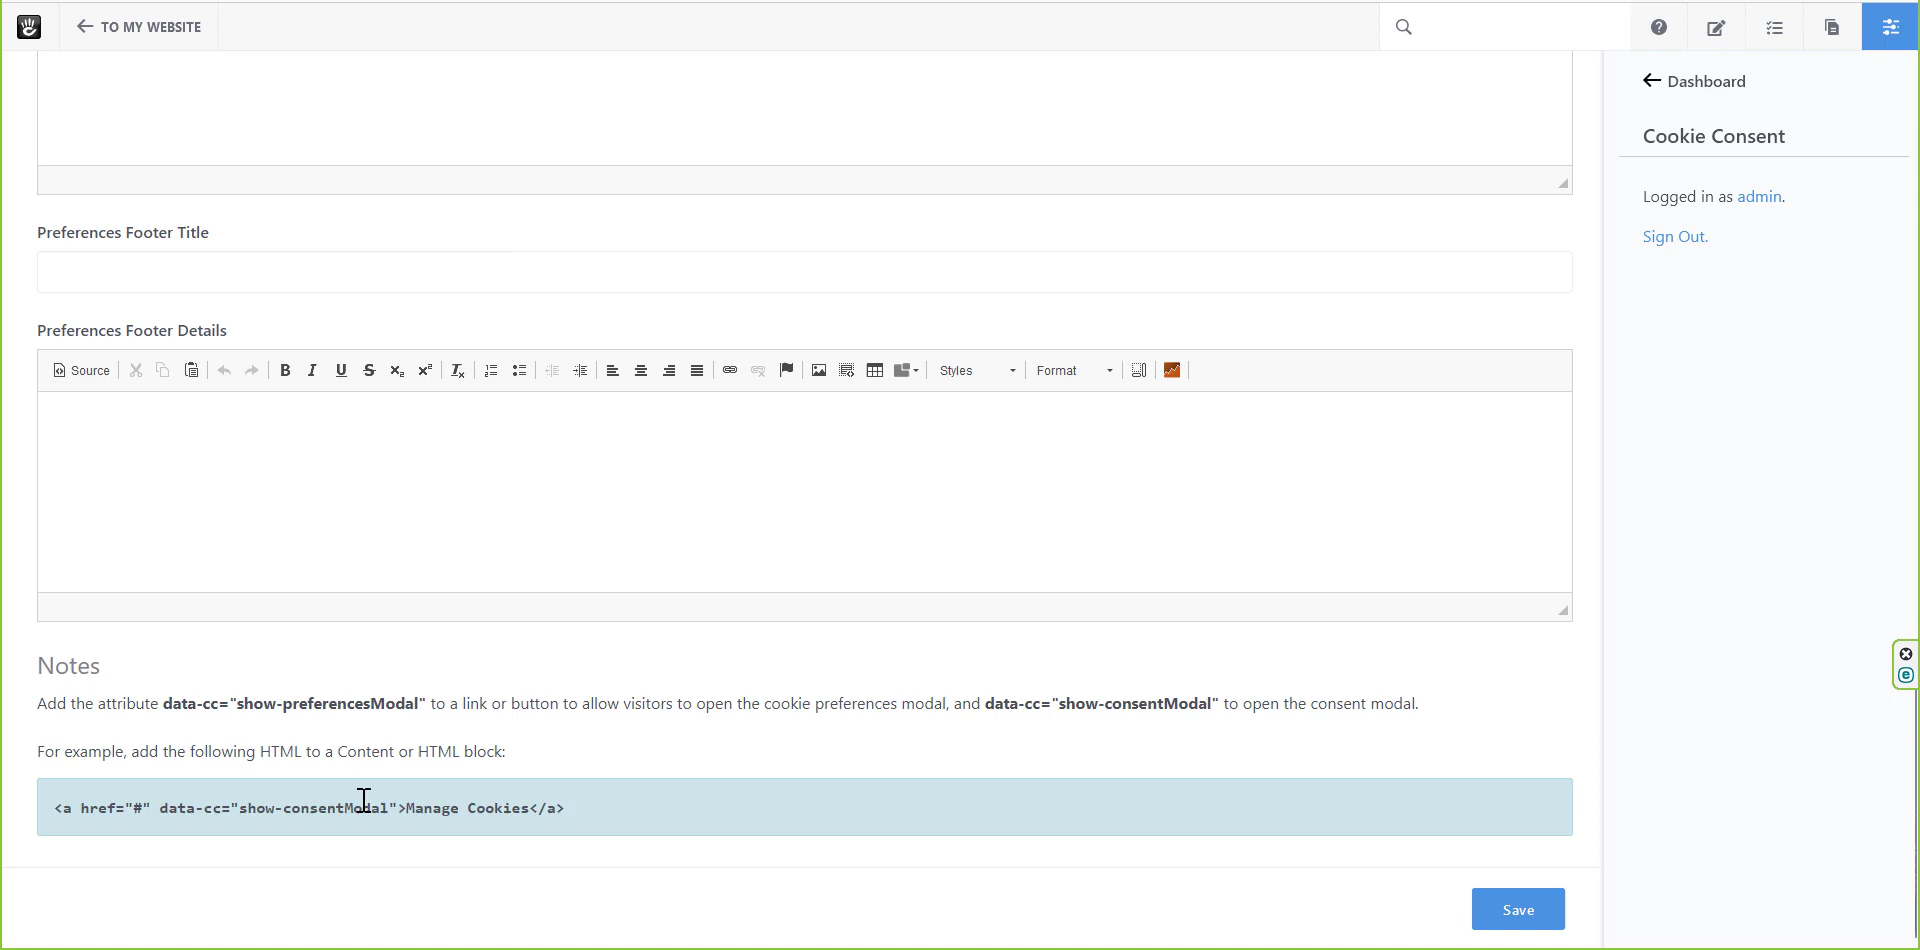 TO MY WEBSITE
Dashboard
Cookie Consent
Logged in as admin.
Sign Out.
Preferences Footer Title
Preferences Footer Details
Source
Styles
Format
Notes
Add the attribute data-cc="show-preferencesModal" to a link or button to allow visitors to open the cookie preferences modal, and data-cc="show-consentModal" to open the consent modal.
For example, add the following HTML to a Content or HTML block:
<a href="#" data-cc="show-consentModal">Manage Cookies</a>
Save